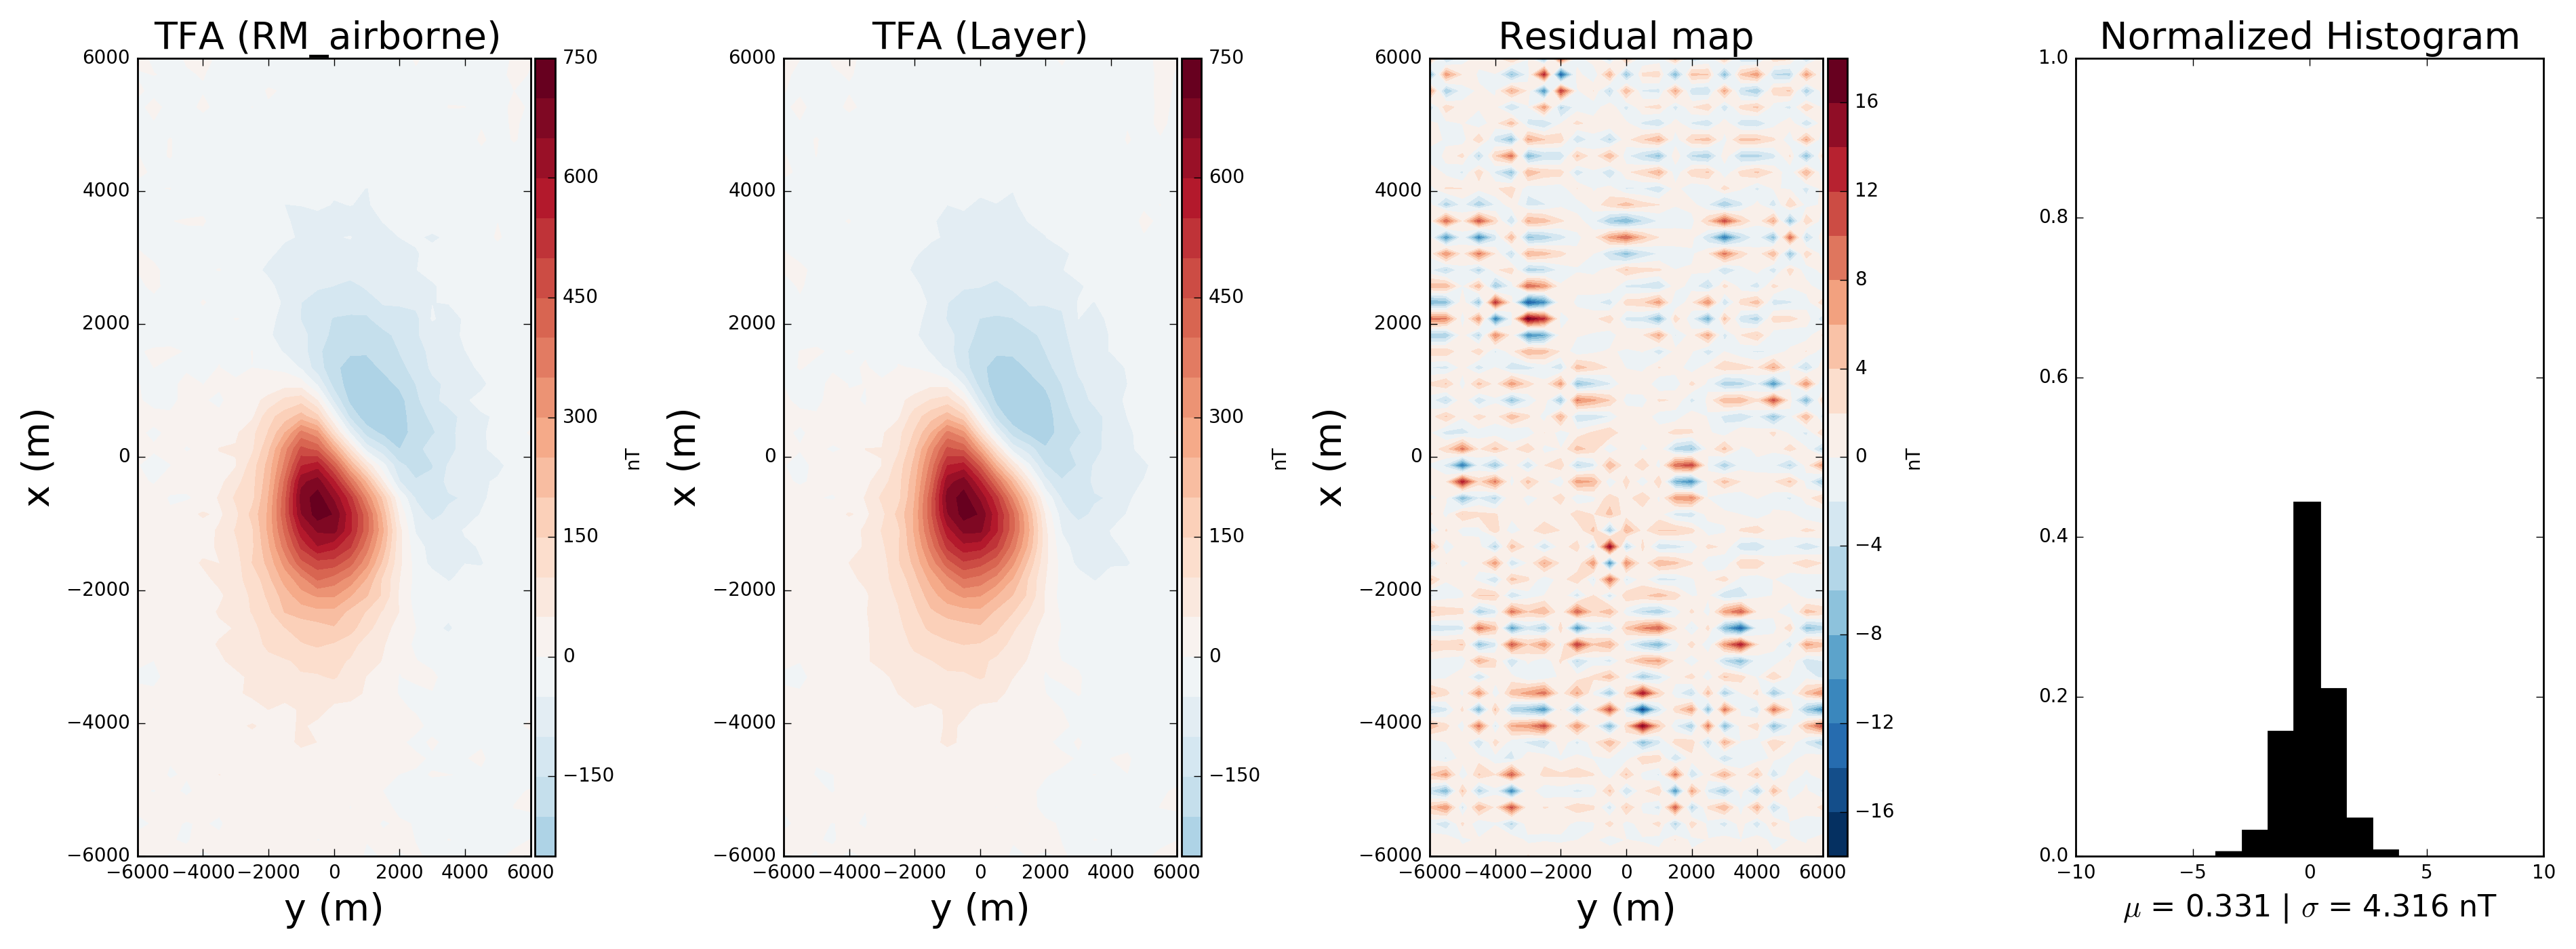 TFA (RM_airborne)
6000
4000
2000
0
−2000
−4000
−6000
x (m)
−6000 −4000 −2000 0 2000 4000 6000
y (m)
750
600
450
300
150
0
−150
nT
TFA (Layer)
6000
4000
2000
0
−2000
−4000
−6000
x (m)
−6000 −4000 −2000 0 2000 4000 6000
y (m)
750
600
450
300
150
0
−150
nT
Residual map
6000
4000
2000
0
−2000
−4000
−6000
x (m)
−6000 −4000 −2000 0 2000 4000 6000
y (m)
16
12
8
4
0
−4
−8
−12
−16
nT
Normalized Histogram
1.0
0.8
0.6
0.4
0.2
0.0
−10 −5 0 5 10
μ = 0.331 | σ = 4.316 nT